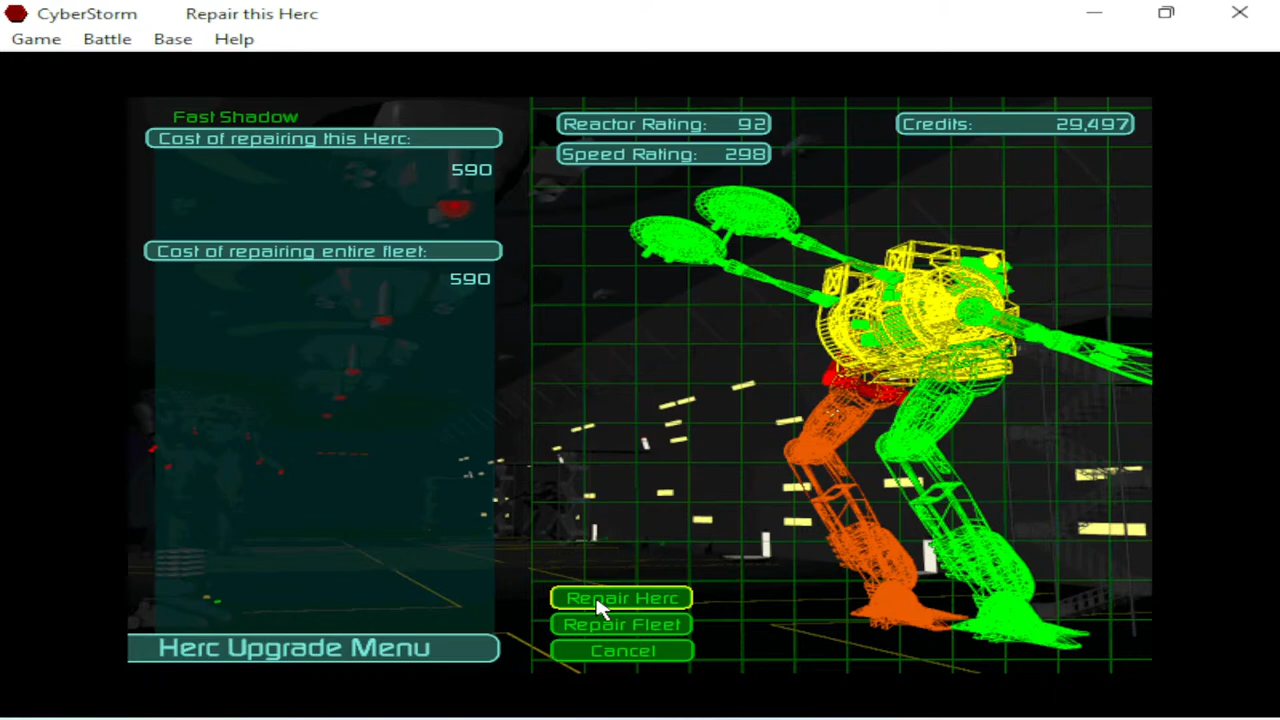 CyberStorm Repair this Herc
Game Battle Base Help
Fast Shadow
Cost of repairing this Herc:
590
Cost of repairing entire fleet:
590
Reactor Rating: 92
Speed Rating: 298
Credits: 29,497
Repair Herc
Repair Fleet
Cancel
Herc Upgrade Menu